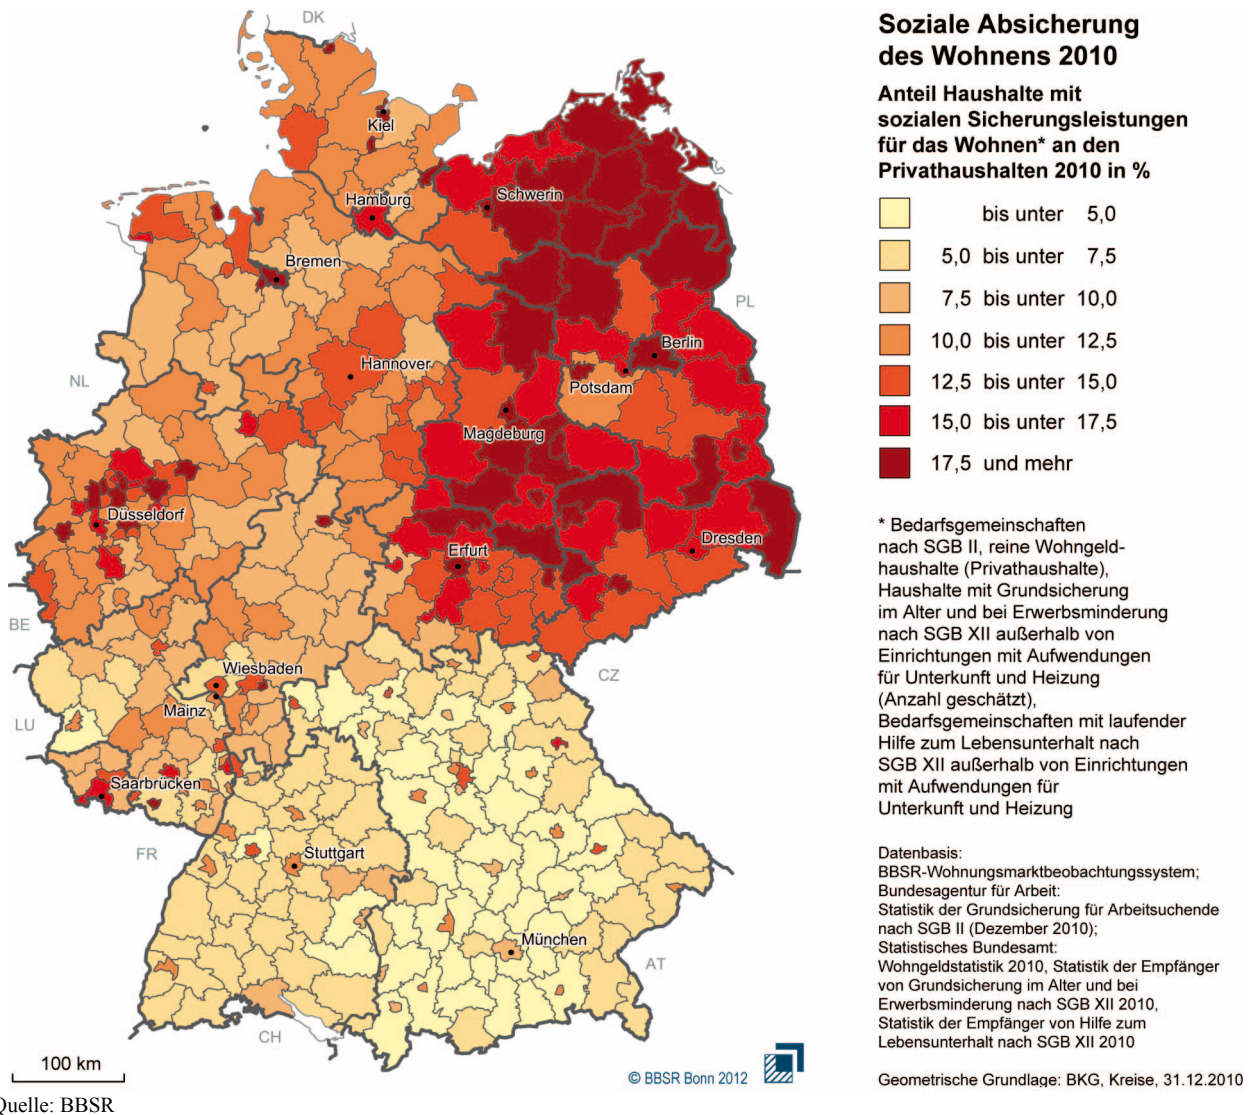 Soziale Absicherung
des Wohnens 2010
Anteil Haushalte mit
sozialen Sicherungsleistungen
für das Wohnen* an den
Privathaushalten 2010 in %
bis unter 5,0
5,0 bis unter 7,5
7,5 bis unter 10,0
10,0 bis unter 12,5
12,5 bis unter 15,0
15,0 bis unter 17,5
17,5 und mehr
* Bedarfsgemeinschaften
nach SGB II, reine Wohngeld-
haushalte (Privathaushalte),
Haushalte mit Grundsicherung
im Alter und bei Erwerbsminderung
nach SGB XII außerhalb von
Einrichtungen mit Aufwendungen
für Unterkunft und Heizung
(Anzahl geschätzt),
Bedarfsgemeinschaften mit laufender
Hilfe zum Lebensunterhalt nach
SGB XII außerhalb von Einrichtungen
mit Aufwendungen für
Unterkunft und Heizung
Datenbasis:
BBSR-Wohnungsmarktbeobachtungssystem;
Bundesagentur für Arbeit:
Statistik der Grundsicherung für Arbeitsuchende
nach SGB II (Dezember 2010);
Statistisches Bundesamt:
Wohngeldstatistik 2010, Statistik der Empfänger
von Grundsicherung im Alter und bei
Erwerbsminderung nach SGB XII 2010,
Statistik der Empfänger von Hilfe zum
Lebensunterhalt nach SGB XII 2010
Geometrische Grundlage: BKG, Kreise, 31.12.2010
DK
Kiel
Schwerin
Hamburg
Bremen
PL
Berlin
Hannover
NL
Potsdam
Magdeburg
Düsseldorf
Dresden
Erfurt
BE
Wiesbaden
CZ
Mainz
LU
Saarbrücken
FR
Stuttgart
München
AT
CH
100 km
© BBSR Bonn 2012
Quelle: BBSR